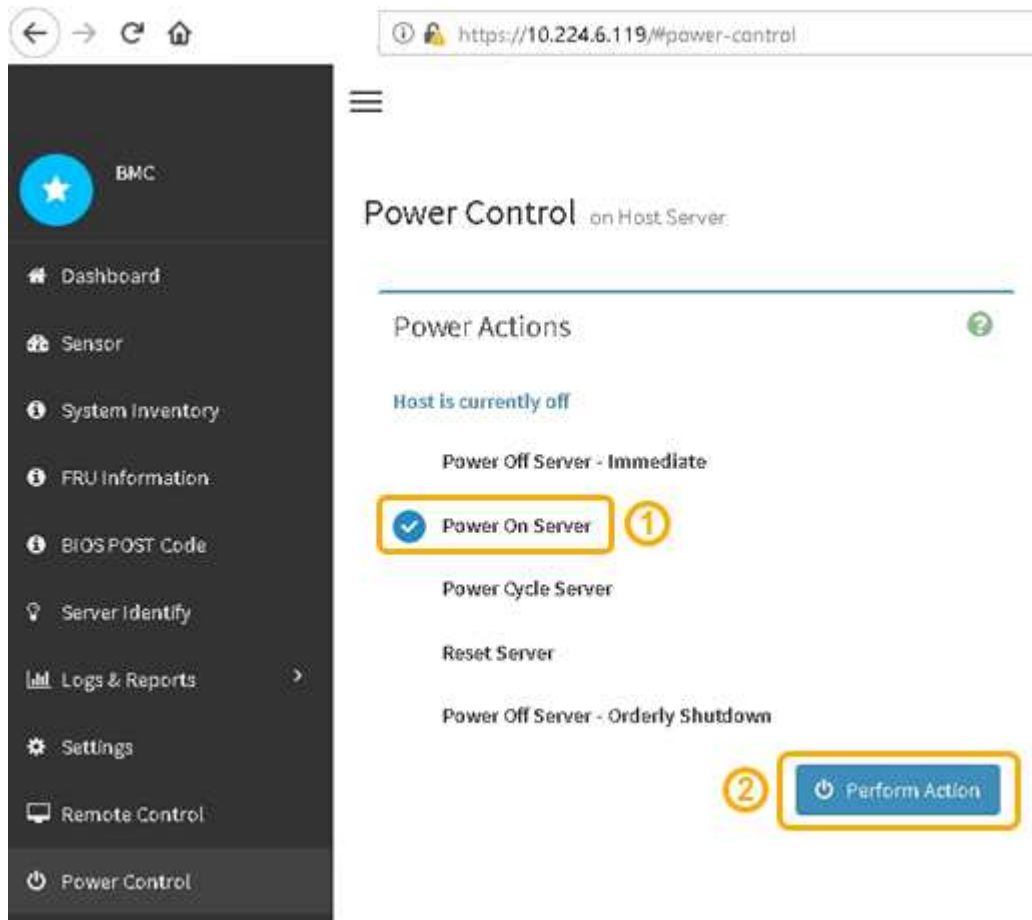 https://10.224.6.119/#power-control
BMC
Dashboard
Sensor
System Inventory
FRU Information
BIOS POST Code
Server Identify
Logs & Reports
Settings
Remote Control
Power Control
Power Control on Host Server
Power Actions
Host is currently off
Power Off Server - Immediate
Power On Server
1
Power Cycle Server
Reset Server
Power Off Server - Orderly Shutdown
2
Perform Action